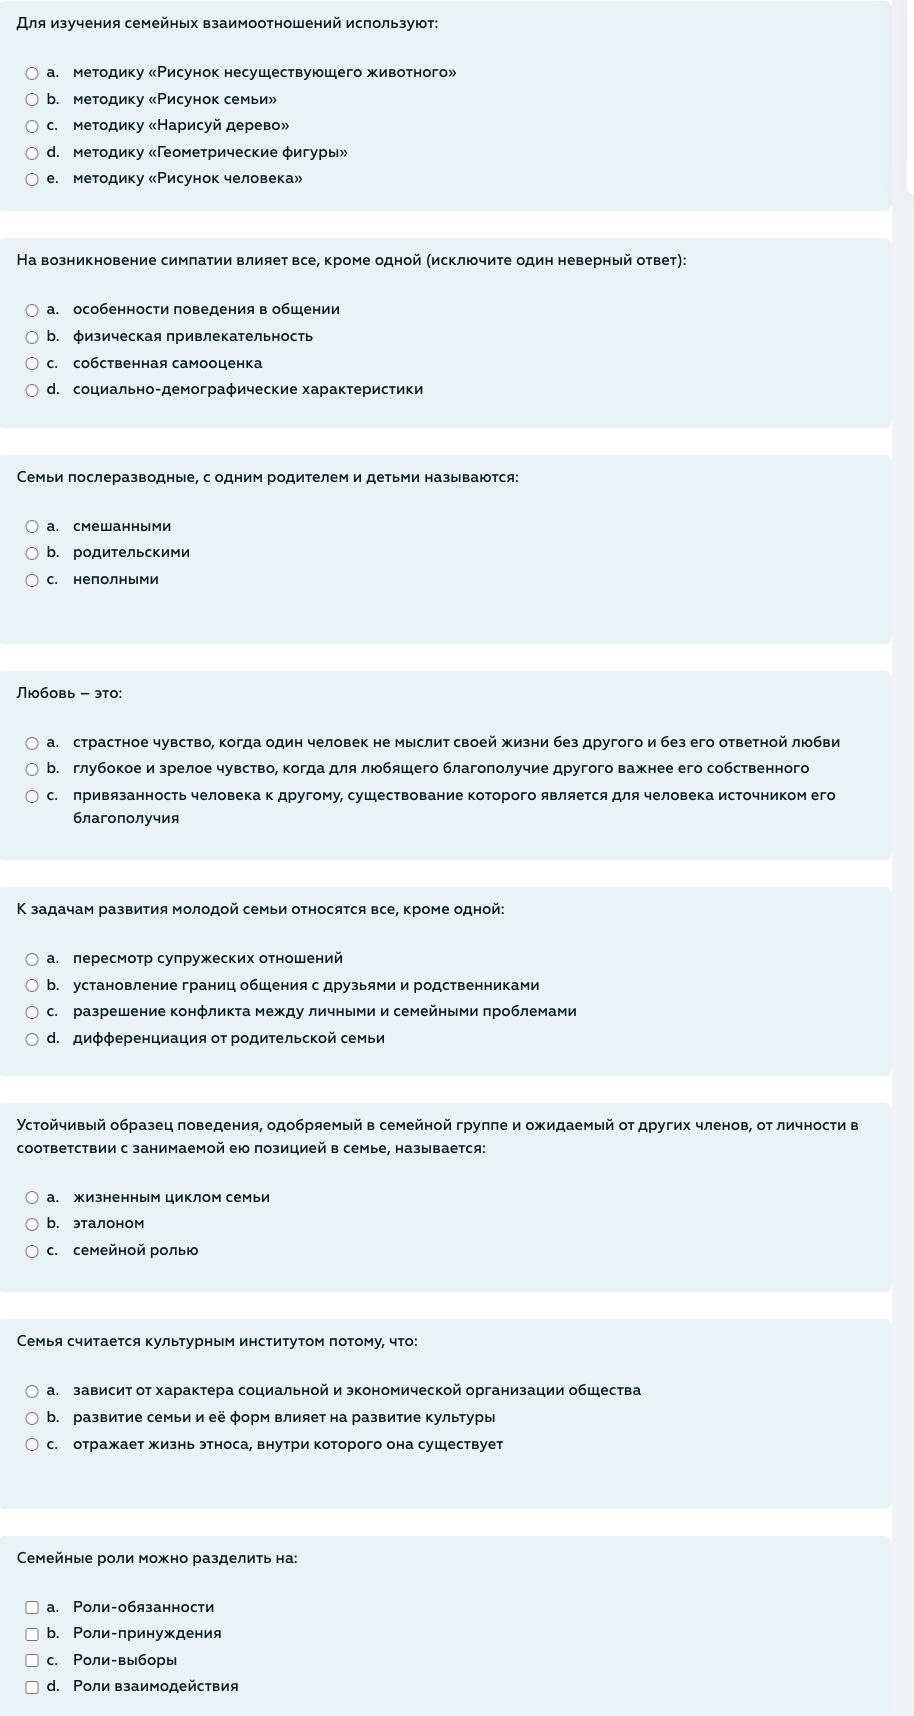 Для изучения семейных взаимоотношений используют:
a. методику «Рисунок несуществующего животного»
b. методику «Рисунок семьи»
c. методику «Нарисуй дерево»
d. методику «Геометрические фигуры»
e. методику «Рисунок человека»
На возникновение симпатии влияет все, кроме одной (исключите один неверный ответ):
a. особенности поведения в общении
b. физическая привлекательность
c. собственная самооценка
d. социально-демографические характеристики
Семьи послеразводные, с одним родителем и детьми называются:
a. смешанными
b. родительскими
c. неполными
Любовь – это:
a. страстное чувство, когда один человек не мыслит своей жизни без другого и без его ответной любви
b. глубокое и зрелое чувство, когда для любящего благополучие другого важнее его собственного
c. привязанность человека к другому, существование которого является для человека источником его
благополучия
К задачам развития молодой семьи относятся все, кроме одной:
a. пересмотр супружеских отношений
b. установление границ общения с друзьями и родственниками
c. разрешение конфликта между личными и семейными проблемами
d. дифференциация от родительской семьи
Устойчивый образец поведения, одобряемый в семейной группе и ожидаемый от других членов, от личности в
соответствии с занимаемой ею позицией в семье, называется:
a. жизненным циклом семьи
b. эталоном
c. семейной ролью
Семья считается культурным институтом потому, что:
a. зависит от характера социальной и экономической организации общества
b. развитие семьи и её форм влияет на развитие культуры
c. отражает жизнь этноса, внутри которого она существует
Семейные роли можно разделить на:
a. Роли-обязанности
b. Роли-принуждения
c. Роли-выборы
d. Роли взаимодействия